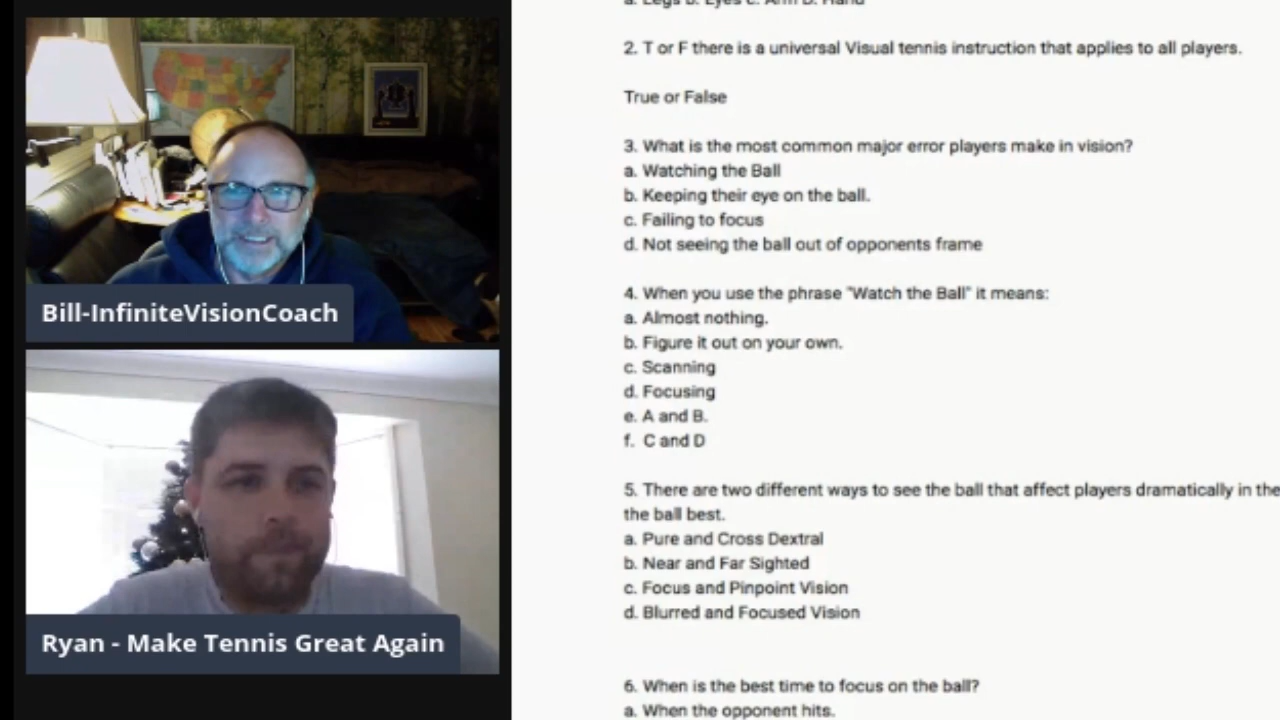 Bill-InfiniteVisionCoach
Ryan - Make Tennis Great Again
a. Legs b. Eyes c. Arm D. Hand
2. T or F there is a universal Visual tennis instruction that applies to all players.
True or False
3. What is the most common major error players make in vision?
a. Watching the Ball
b. Keeping their eye on the ball.
c. Failing to focus
d. Not seeing the ball out of opponents frame
4. When you use the phrase "Watch the Ball" it means:
a. Almost nothing.
b. Figure it out on your own.
c. Scanning
d. Focusing
e. A and B.
f. C and D
5. There are two different ways to see the ball that affect players dramatically in the
the ball best.
a. Pure and Cross Dextral
b. Near and Far Sighted
c. Focus and Pinpoint Vision
d. Blurred and Focused Vision
6. When is the best time to focus on the ball?
a. When the opponent hits.